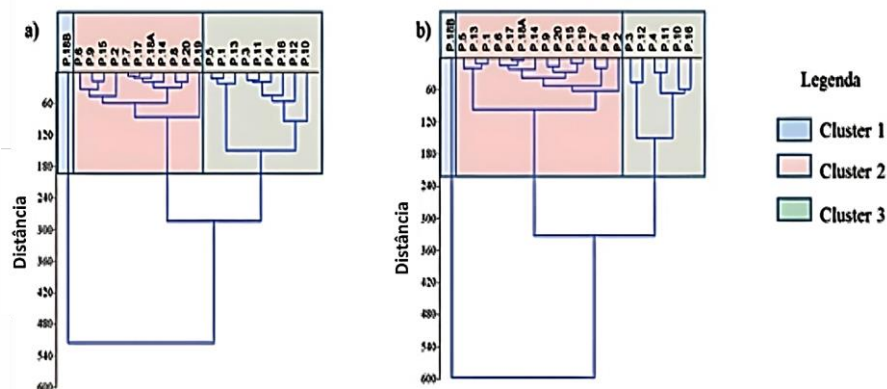 a)
P.18B
P.6
P.9
P.15
P.2
P.7
P.17
P.18A
P.14
P.8
P.20
P.19
P.5
P.1
P.13
P.3
P.11
P.4
P.16
P.12
P.10
60
120
180
240
300
360
420
480
540
600
Distância
b)
P.18B
P.5
P.13
P.1
P.6
P.17
P.18A
P.14
P.9
P.20
P.15
P.19
P.7
P.8
P.2
P.3
P.12
P.4
P.11
P.10
P.16
60
120
180
240
300
360
420
480
540
600
Distância
Legenda
Cluster 1
Cluster 2
Cluster 3